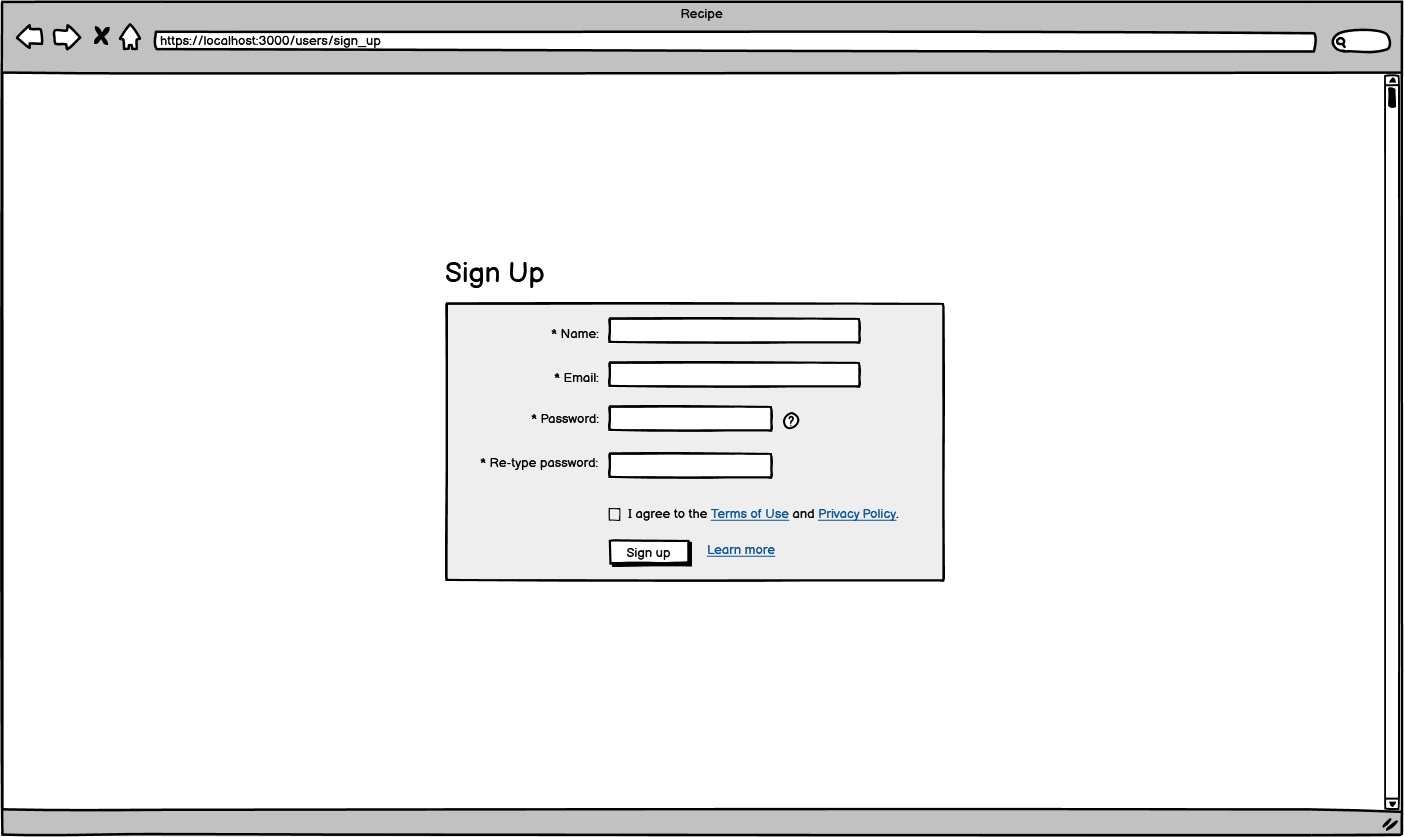 Recipe
https://localhost:3000/users/sign_up
Sign Up
* Name:
* Email:
* Password: ?
* Re-type password:
I agree to the Terms of Use and Privacy Policy.
Sign up Learn more